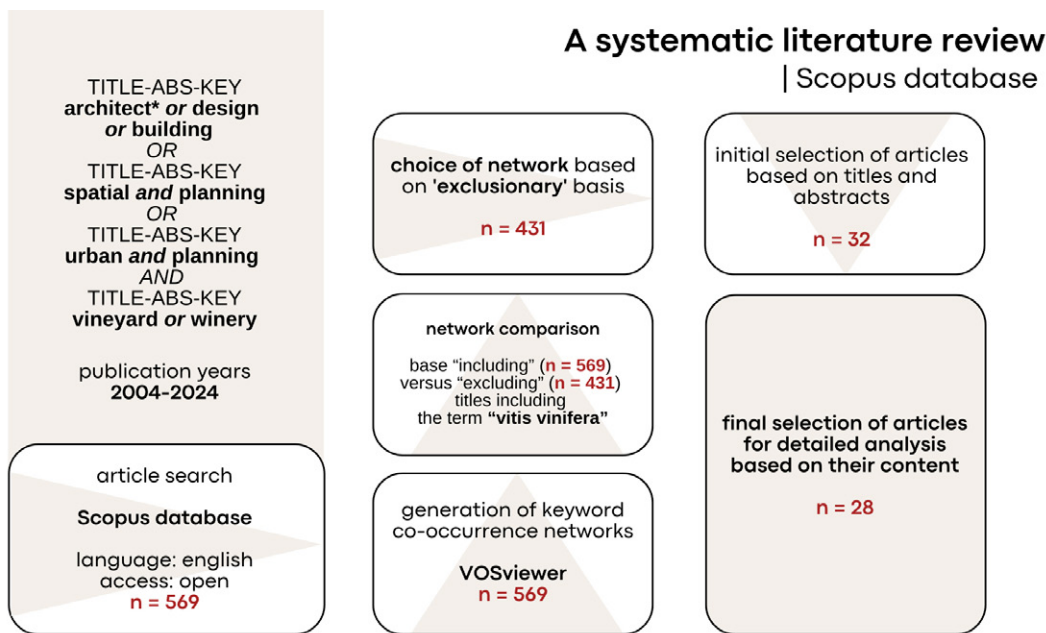 A systematic literature review
| Scopus database
TITLE-ABS-KEY
architect* or design
or building
OR
TITLE-ABS-KEY
spatial and planning
OR
TITLE-ABS-KEY
urban and planning
AND
TITLE-ABS-KEY
vineyard or winery
publication years
2004-2024
article search
Scopus database
language: english
access: open
n = 569
generation of keyword
co-occurrence networks
VOSviewer
n = 569
network comparison
base “including” (n = 569)
versus “excluding” (n = 431)
titles including
the term “vitis vinifera”
choice of network based
on 'exclusionary' basis
n = 431
initial selection of articles
based on titles and
abstracts
n = 32
final selection of articles
for detailed analysis
based on their content
n = 28